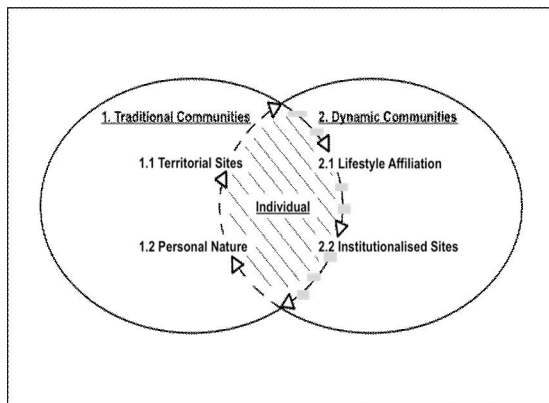 1. Traditional Communities
2. Dynamic Communities
1.1 Territorial Sites
2.1 Lifestyle Affiliation
Individual
1.2 Personal Nature
2.2 Institutionalised Sites